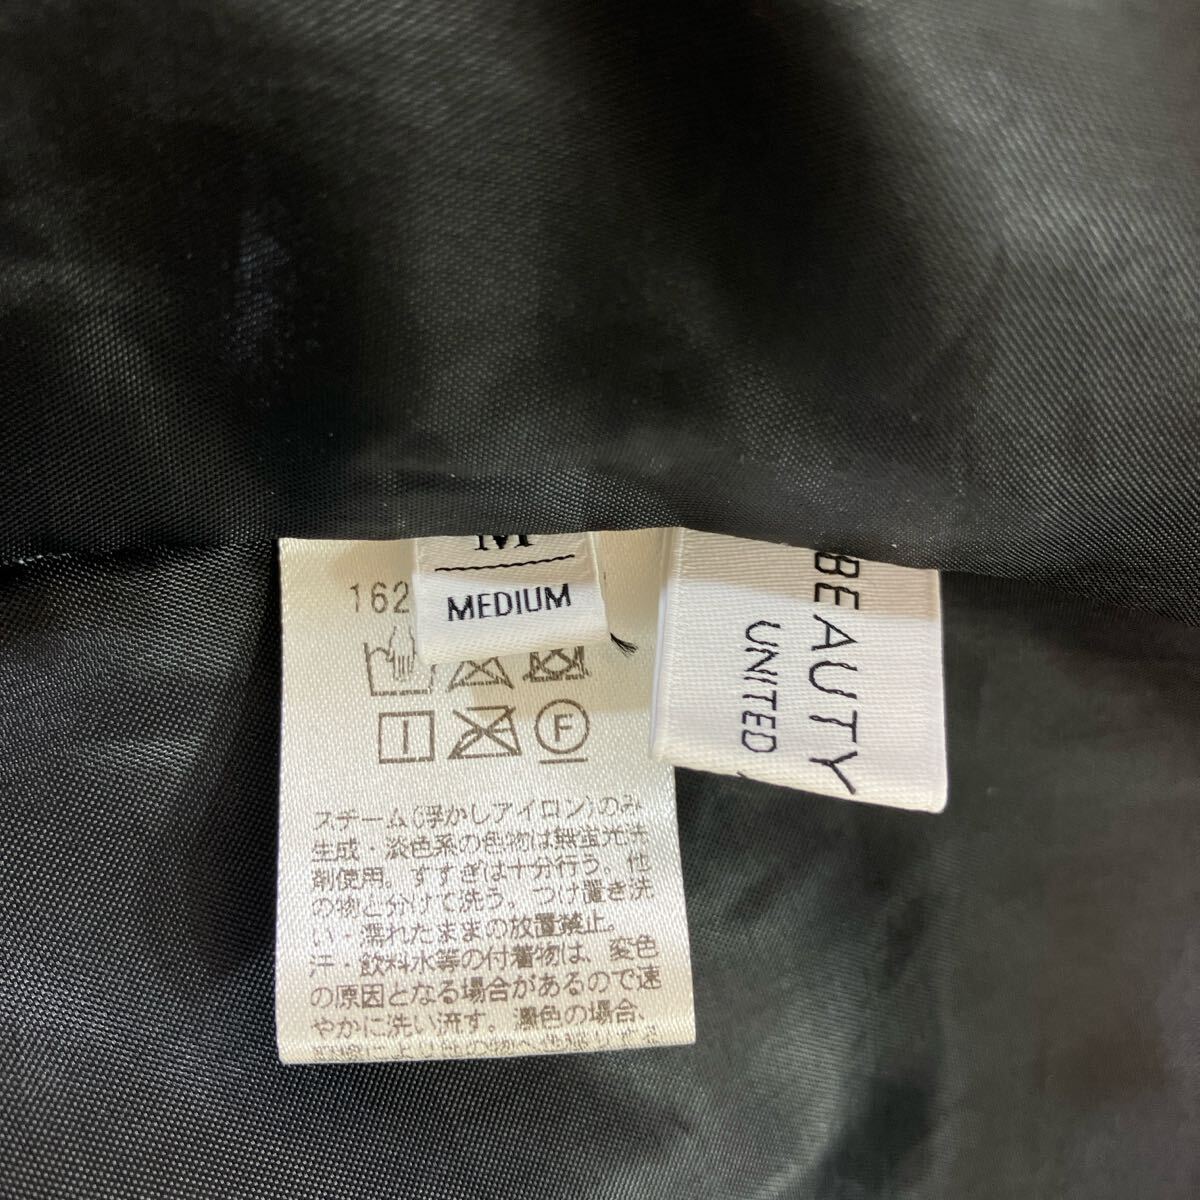 M
MEDIUM
162
F
スチーム(浮かしアイロン)のみ
生成・淡色系の色物は無蛍光洗
剤使用。すすぎは十分行う。他
の物と分けて洗う。つけ置き洗
い・濡れたままの放置禁止。
汗・飲料水等の付着物は、変色
の原因となる場合があるので速
やかに洗い流す。濃色の場合、
BEAUTY
UNITED